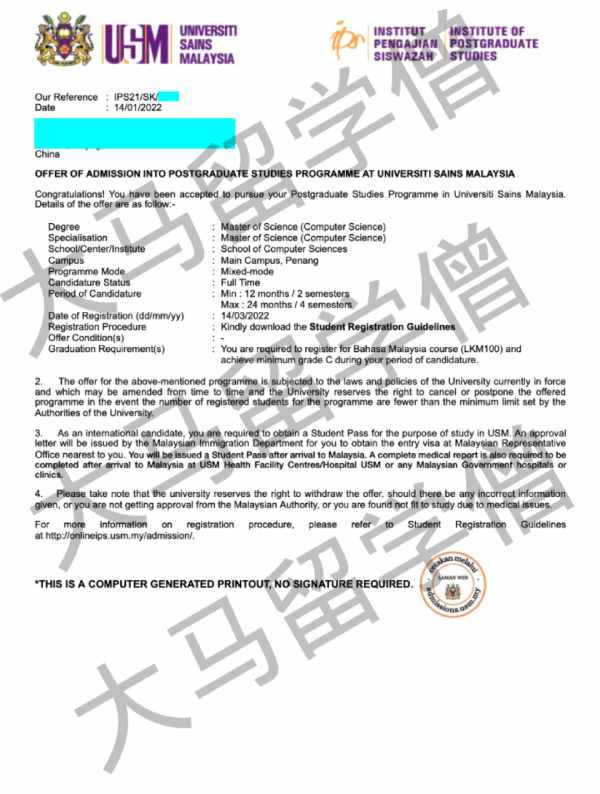 USM
UNIVERSITI
SAINS
MALAYSIA
ips
INSTITUT
PENGAJIAN
SISWAZAH
INSTITUTE OF
POSTGRADUATE
STUDIES
Our Reference : IPS21/SK/
Date : 14/01/2022
China
OFFER OF ADMISSION INTO POSTGRADUATE STUDIES PROGRAMME AT UNIVERSITI SAINS MALAYSIA
Congratulations! You have been accepted to pursue your Postgraduate Studies Programme in Universiti Sains Malaysia.
Details of the offer are as follow:-
Degree : Master of Science (Computer Science)
Specialisation : Master of Science (Computer Science)
School/Center/Institute : School of Computer Sciences
Campus : Main Campus, Penang
Programme Mode : Mixed-mode
Candidature Status : Full Time
Period of Candidature : Min : 12 months / 2 semesters
Max : 24 months / 4 semesters
Date of Registration (dd/mm/yy) : 14/03/2022
Registration Procedure : Kindly download the Student Registration Guidelines
Offer Condition(s) : -
Graduation Requirement(s) : You are required to register for Bahasa Malaysia course (LKM100) and
achieve minimum grade C during your period of candidature.
2. The offer for the above-mentioned programme is subjected to the laws and policies of the University currently in force
and which may be amended from time to time and the University reserves the right to cancel or postpone the offered
programme in the event the number of registered students for the programme are fewer than the minimum limit set by the
Authorities of the University.
3. As an international candidate, you are required to obtain a Student Pass for the purpose of study in USM. An approval
letter will be issued by the Malaysian Immigration Department for you to obtain the entry visa at Malaysian Representative
Office nearest to you. You will be issued a Student Pass after arrival to Malaysia. A complete medical report is also required to be
completed after arrival to Malaysia at USM Health Facility Centres/Hospital USM or any Malaysian Government hospitals or
clinics.
4. Please take note that the university reserves the right to withdraw the offer, should there be any incorrect information
given, or you are not getting approval from the Malaysian Authority, or you are found not fit to study due to medical issues.
For more information on registration procedure, please refer to Student Registration Guidelines
at http://onlineips.usm.my/admission/.
*THIS IS A COMPUTER GENERATED PRINTOUT, NO SIGNATURE REQUIRED.
cetakan melalui
LAMAN WEB
admissions.usm.my
大马留学僧
大马留学僧
大马留学僧